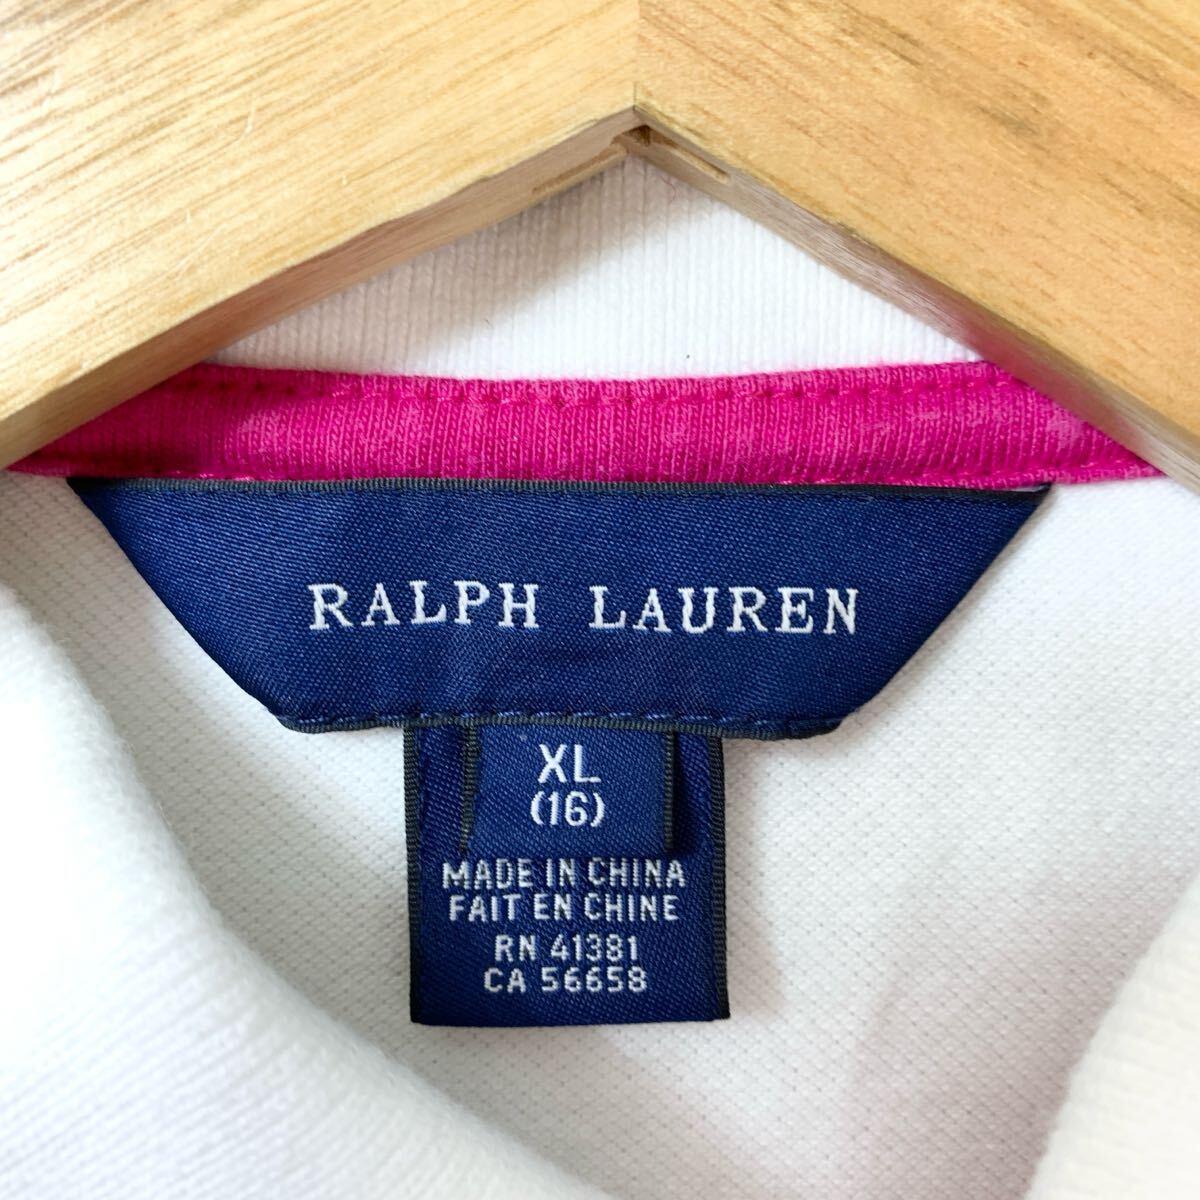 RALPH LAUREN
XL
(16)
MADE IN CHINA
FAIT EN CHINE
RN 41381
CA 56658